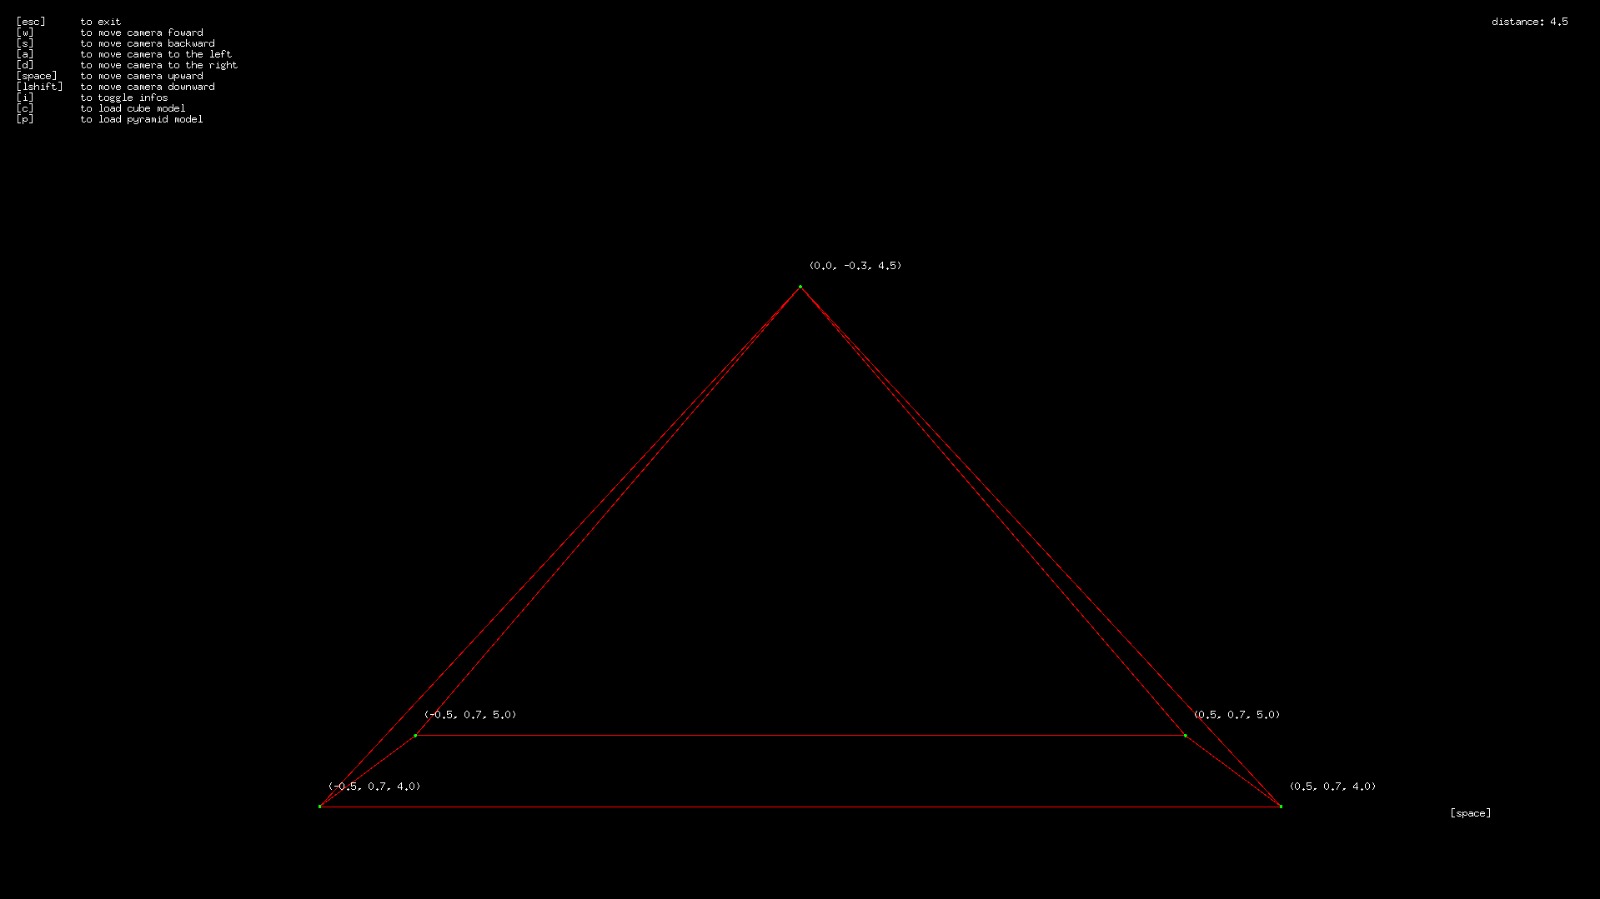 [esc] to exit
[w] to move camera foward
[s] to move camera backward
[a] to move camera to the left
[d] to move camera to the right
[space] to move camera upward
[lshift] to move camera downward
[i] to toggle infos
[c] to load cube model
[p] to load pyramid model
distance: 4.5
(0.0, -0.3, 4.5)
(-0.5, 0.7, 5.0)
(0.5, 0.7, 5.0)
(-0.5, 0.7, 4.0)
(0.5, 0.7, 4.0)
[space]